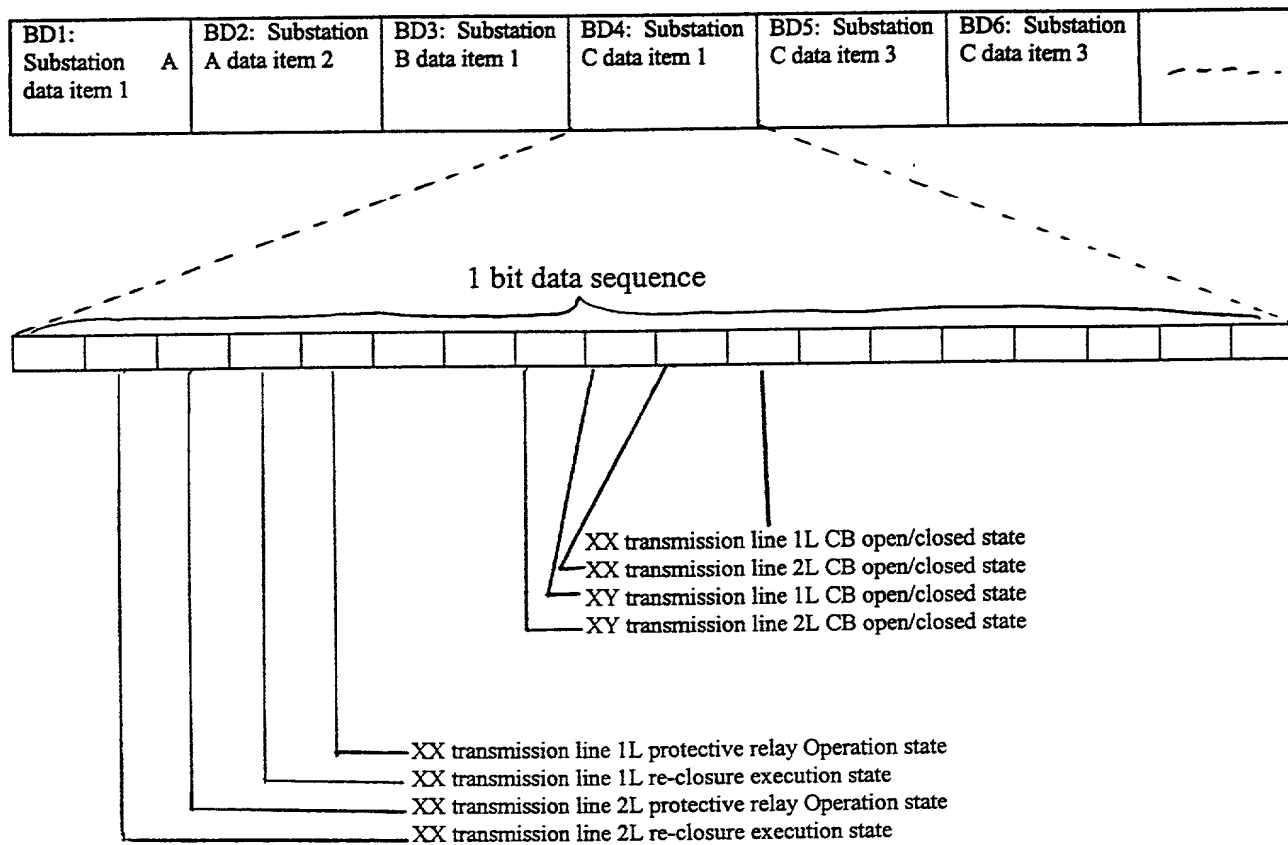 BD1:
Substation A
data item 1
BD2: Substation
A data item 2
BD3: Substation
B data item 1
BD4: Substation
C data item 1
BD5: Substation
C data item 3
BD6: Substation
C data item 3
1 bit data sequence
XX transmission line 1L CB open/closed state
XX transmission line 2L CB open/closed state
XY transmission line 1L CB open/closed state
XY transmission line 2L CB open/closed state
XX transmission line 1L protective relay Operation state
XX transmission line 1L re-closure execution state
XX transmission line 2L protective relay Operation state
XX transmission line 2L re-closure execution state